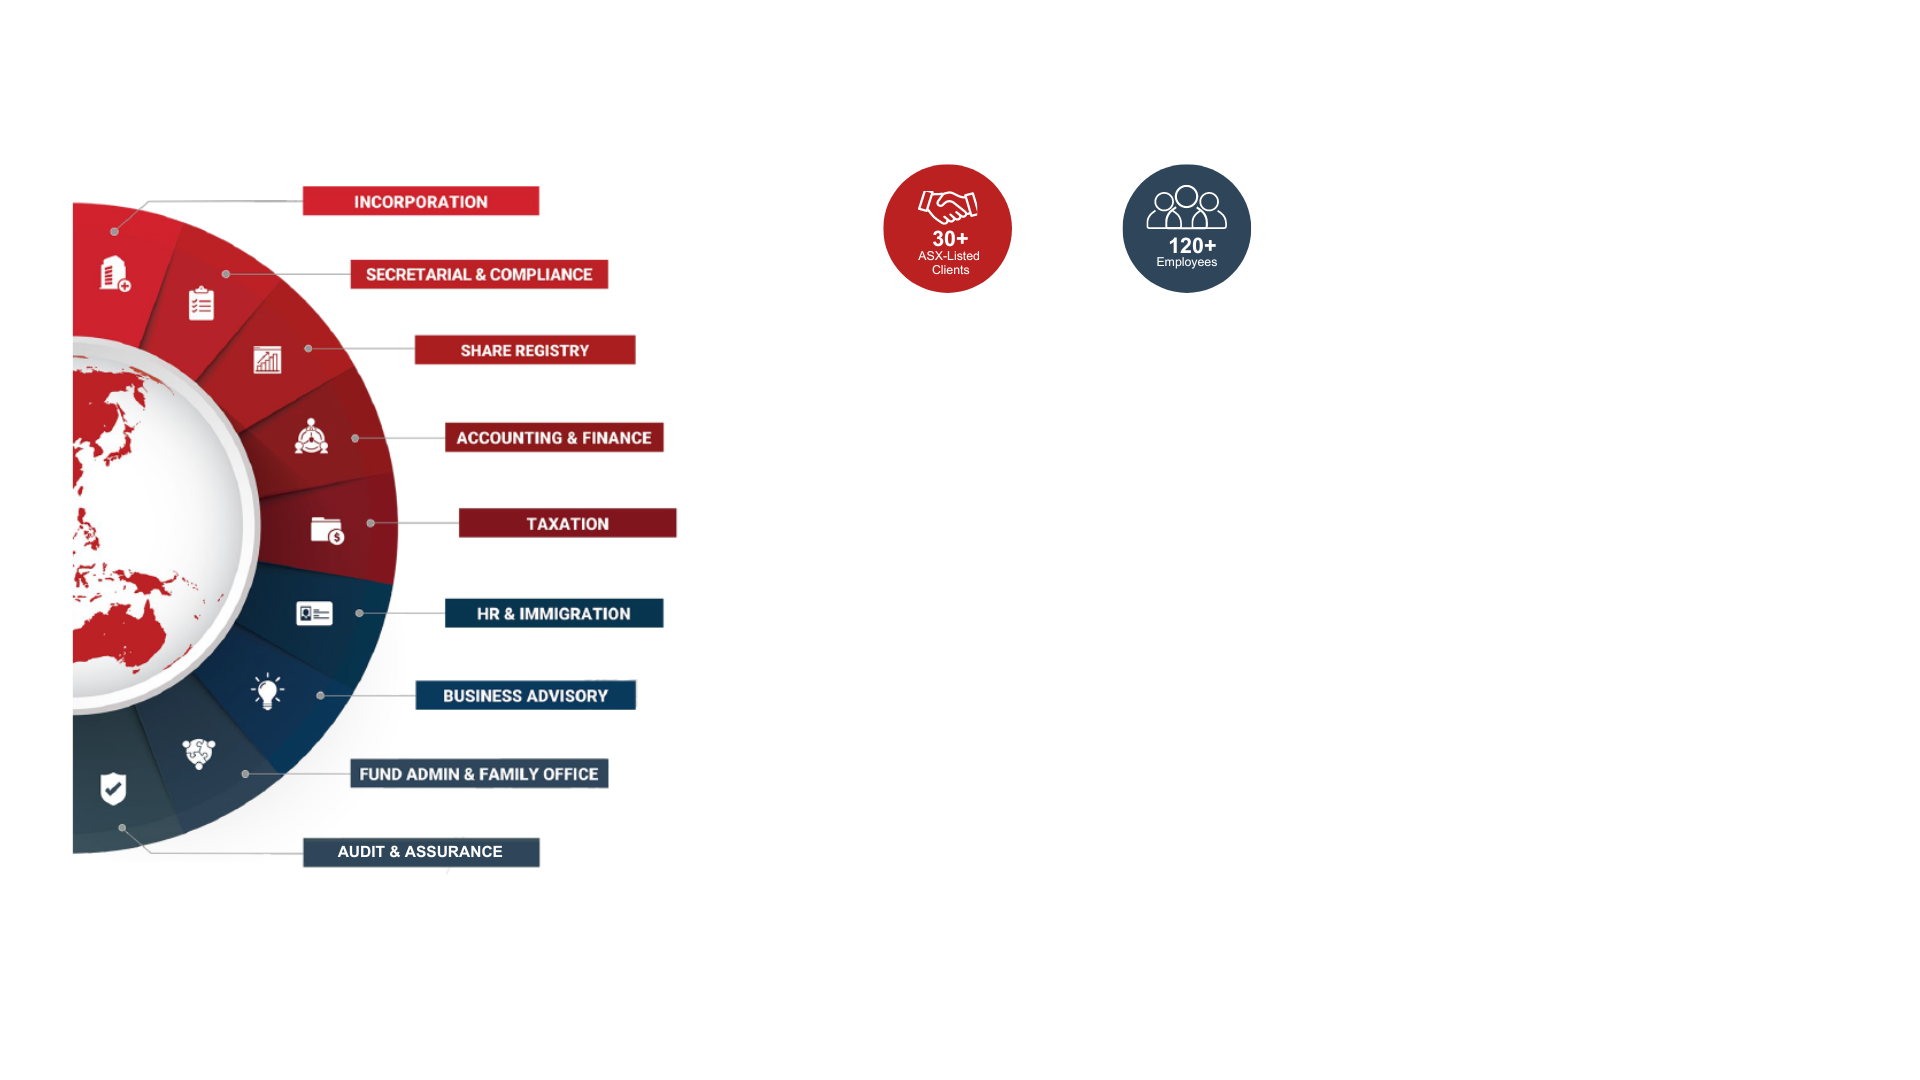 INCORPORATION
SECRETARIAL & COMPLIANCE
SHARE REGISTRY
ACCOUNTING & FINANCE
TAXATION
HR & IMMIGRATION
BUSINESS ADVISORY
FUND ADMIN & FAMILY OFFICE
AUDIT & ASSURANCE
30+
ASX-Listed
Clients
120+
Employees